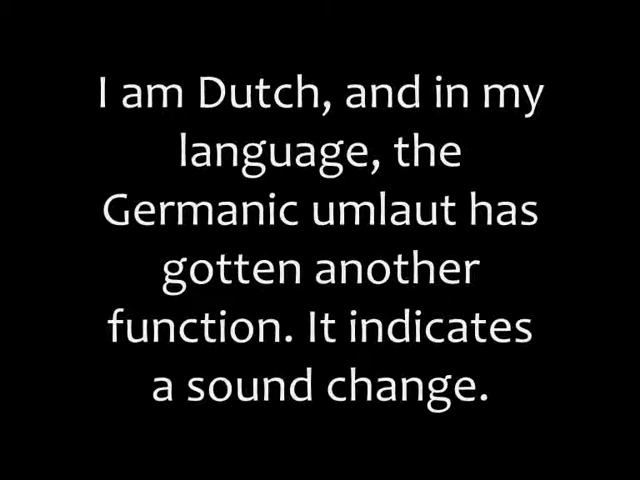 I am Dutch, and in my
language, the
Germanic umlaut has
gotten another
function. It indicates
a sound change.